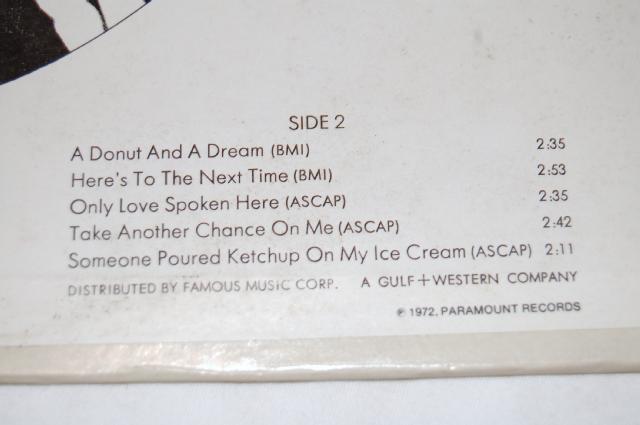 SIDE 2
A Donut And A Dream (BMI) 2:35
Here's To The Next Time (BMI) 2:53
Only Love Spoken Here (ASCAP) 2:35
Take Another Chance On Me (ASCAP) 2:42
Someone Poured Ketchup On My Ice Cream (ASCAP) 2:11
DISTRIBUTED BY FAMOUS MUSIC CORP. A GULF+WESTERN COMPANY
℗ 1972, PARAMOUNT RECORDS